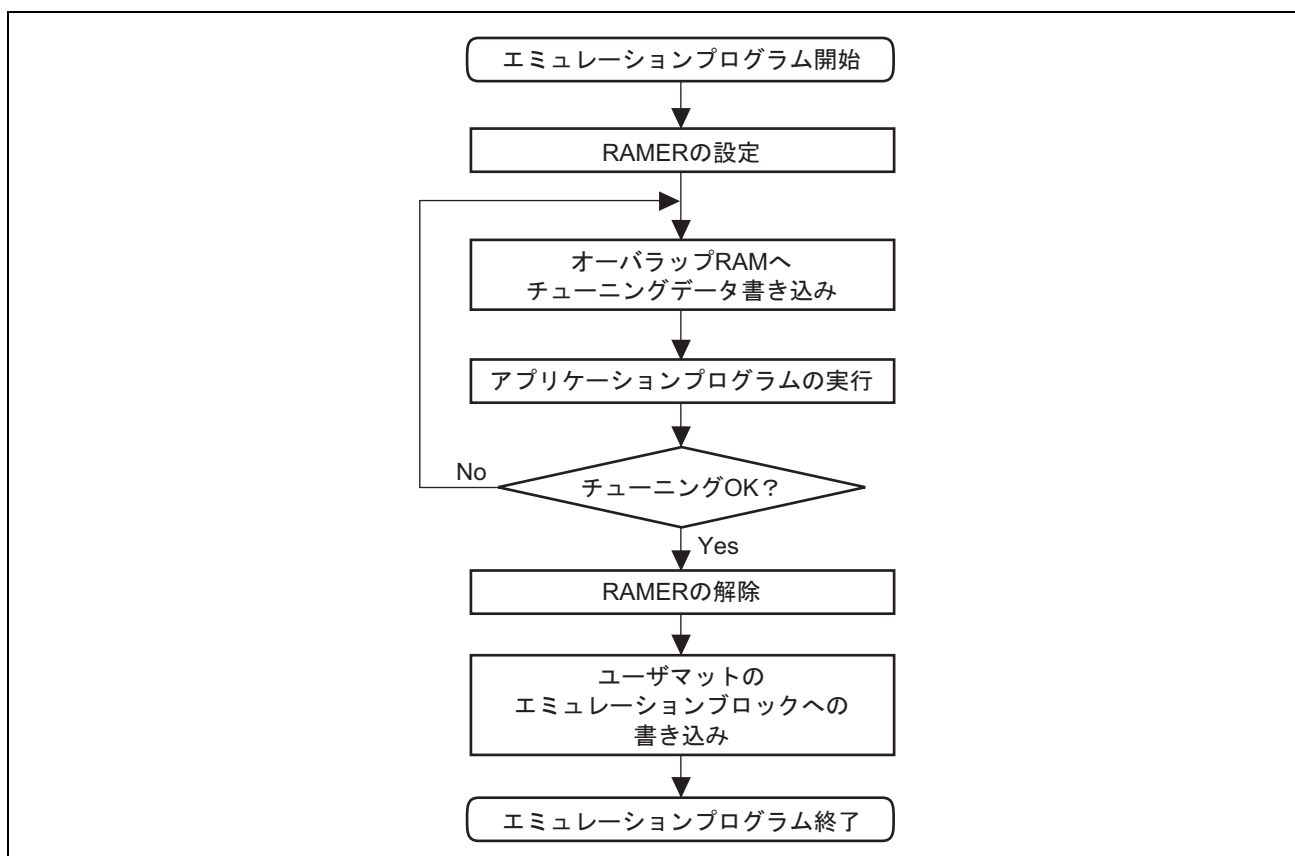 エミュレーションプログラム開始
RAMERの設定
オーバラップRAMへ
チューニングデータ書き込み
アプリケーションプログラムの実行
チューニングOK？
No
Yes
RAMERの解除
ユーザマットの
エミュレーションブロックへの
書き込み
エミュレーションプログラム終了